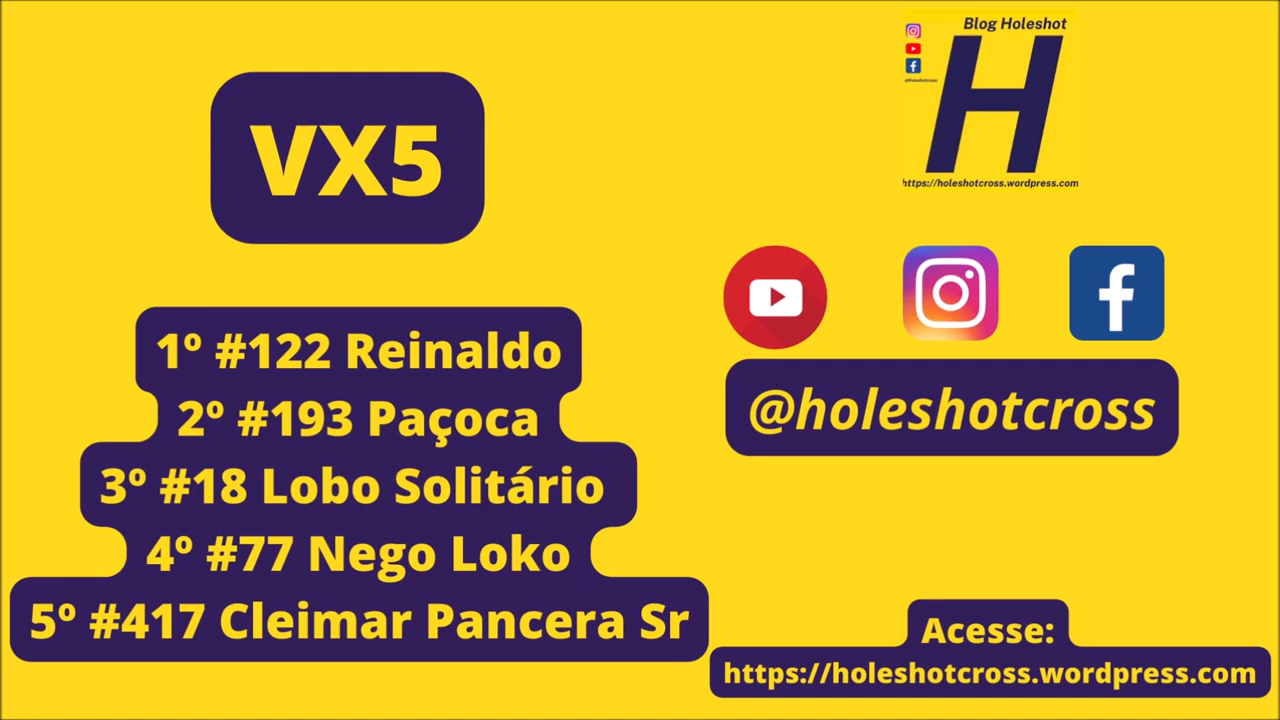 VX5
1º #122 Reinaldo
2º #193 Paçoca
3º #18 Lobo Solitário
4º #77 Nego Loko
5º #417 Cleimar Pancera Sr
Blog Holeshot
H
@holeshotcross
https://holeshotcross.wordpress.com
@holeshotcross
Acesse:
https://holeshotcross.wordpress.com